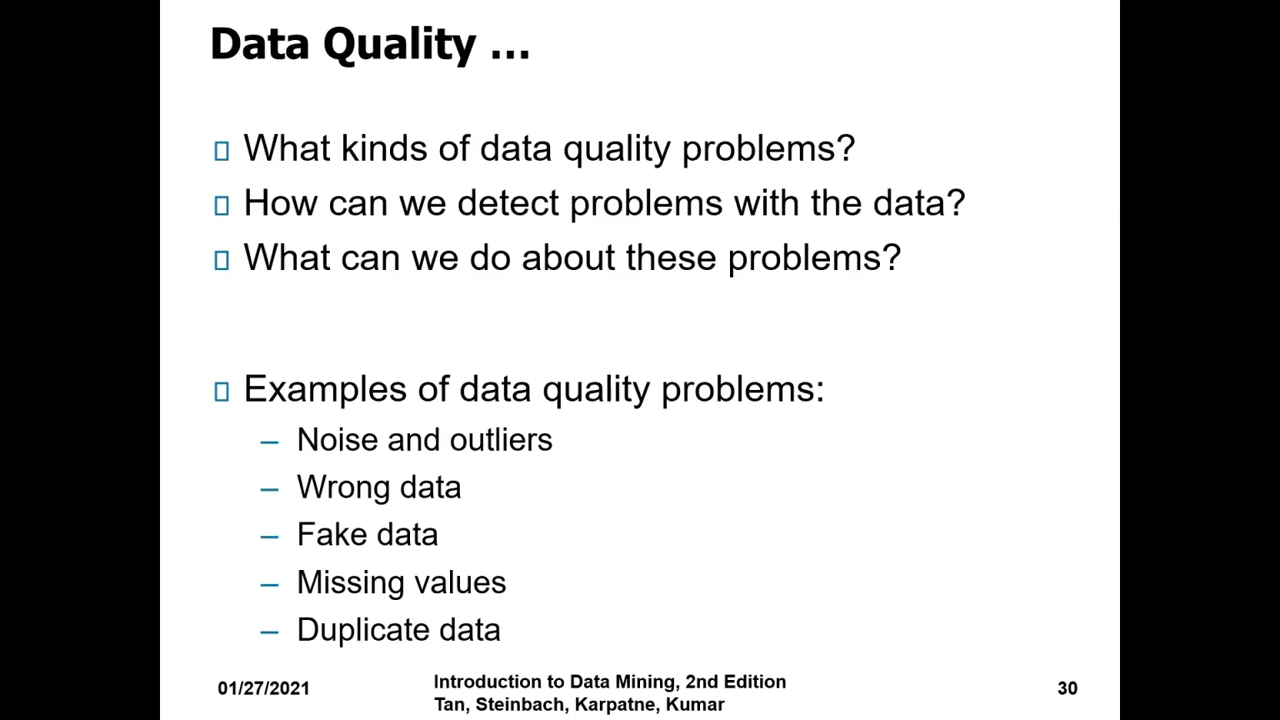 Data Quality …
What kinds of data quality problems?
How can we detect problems with the data?
What can we do about these problems?
Examples of data quality problems:
– Noise and outliers
– Wrong data
– Fake data
– Missing values
– Duplicate data
01/27/2021
Introduction to Data Mining, 2nd Edition
Tan, Steinbach, Karpatne, Kumar
30